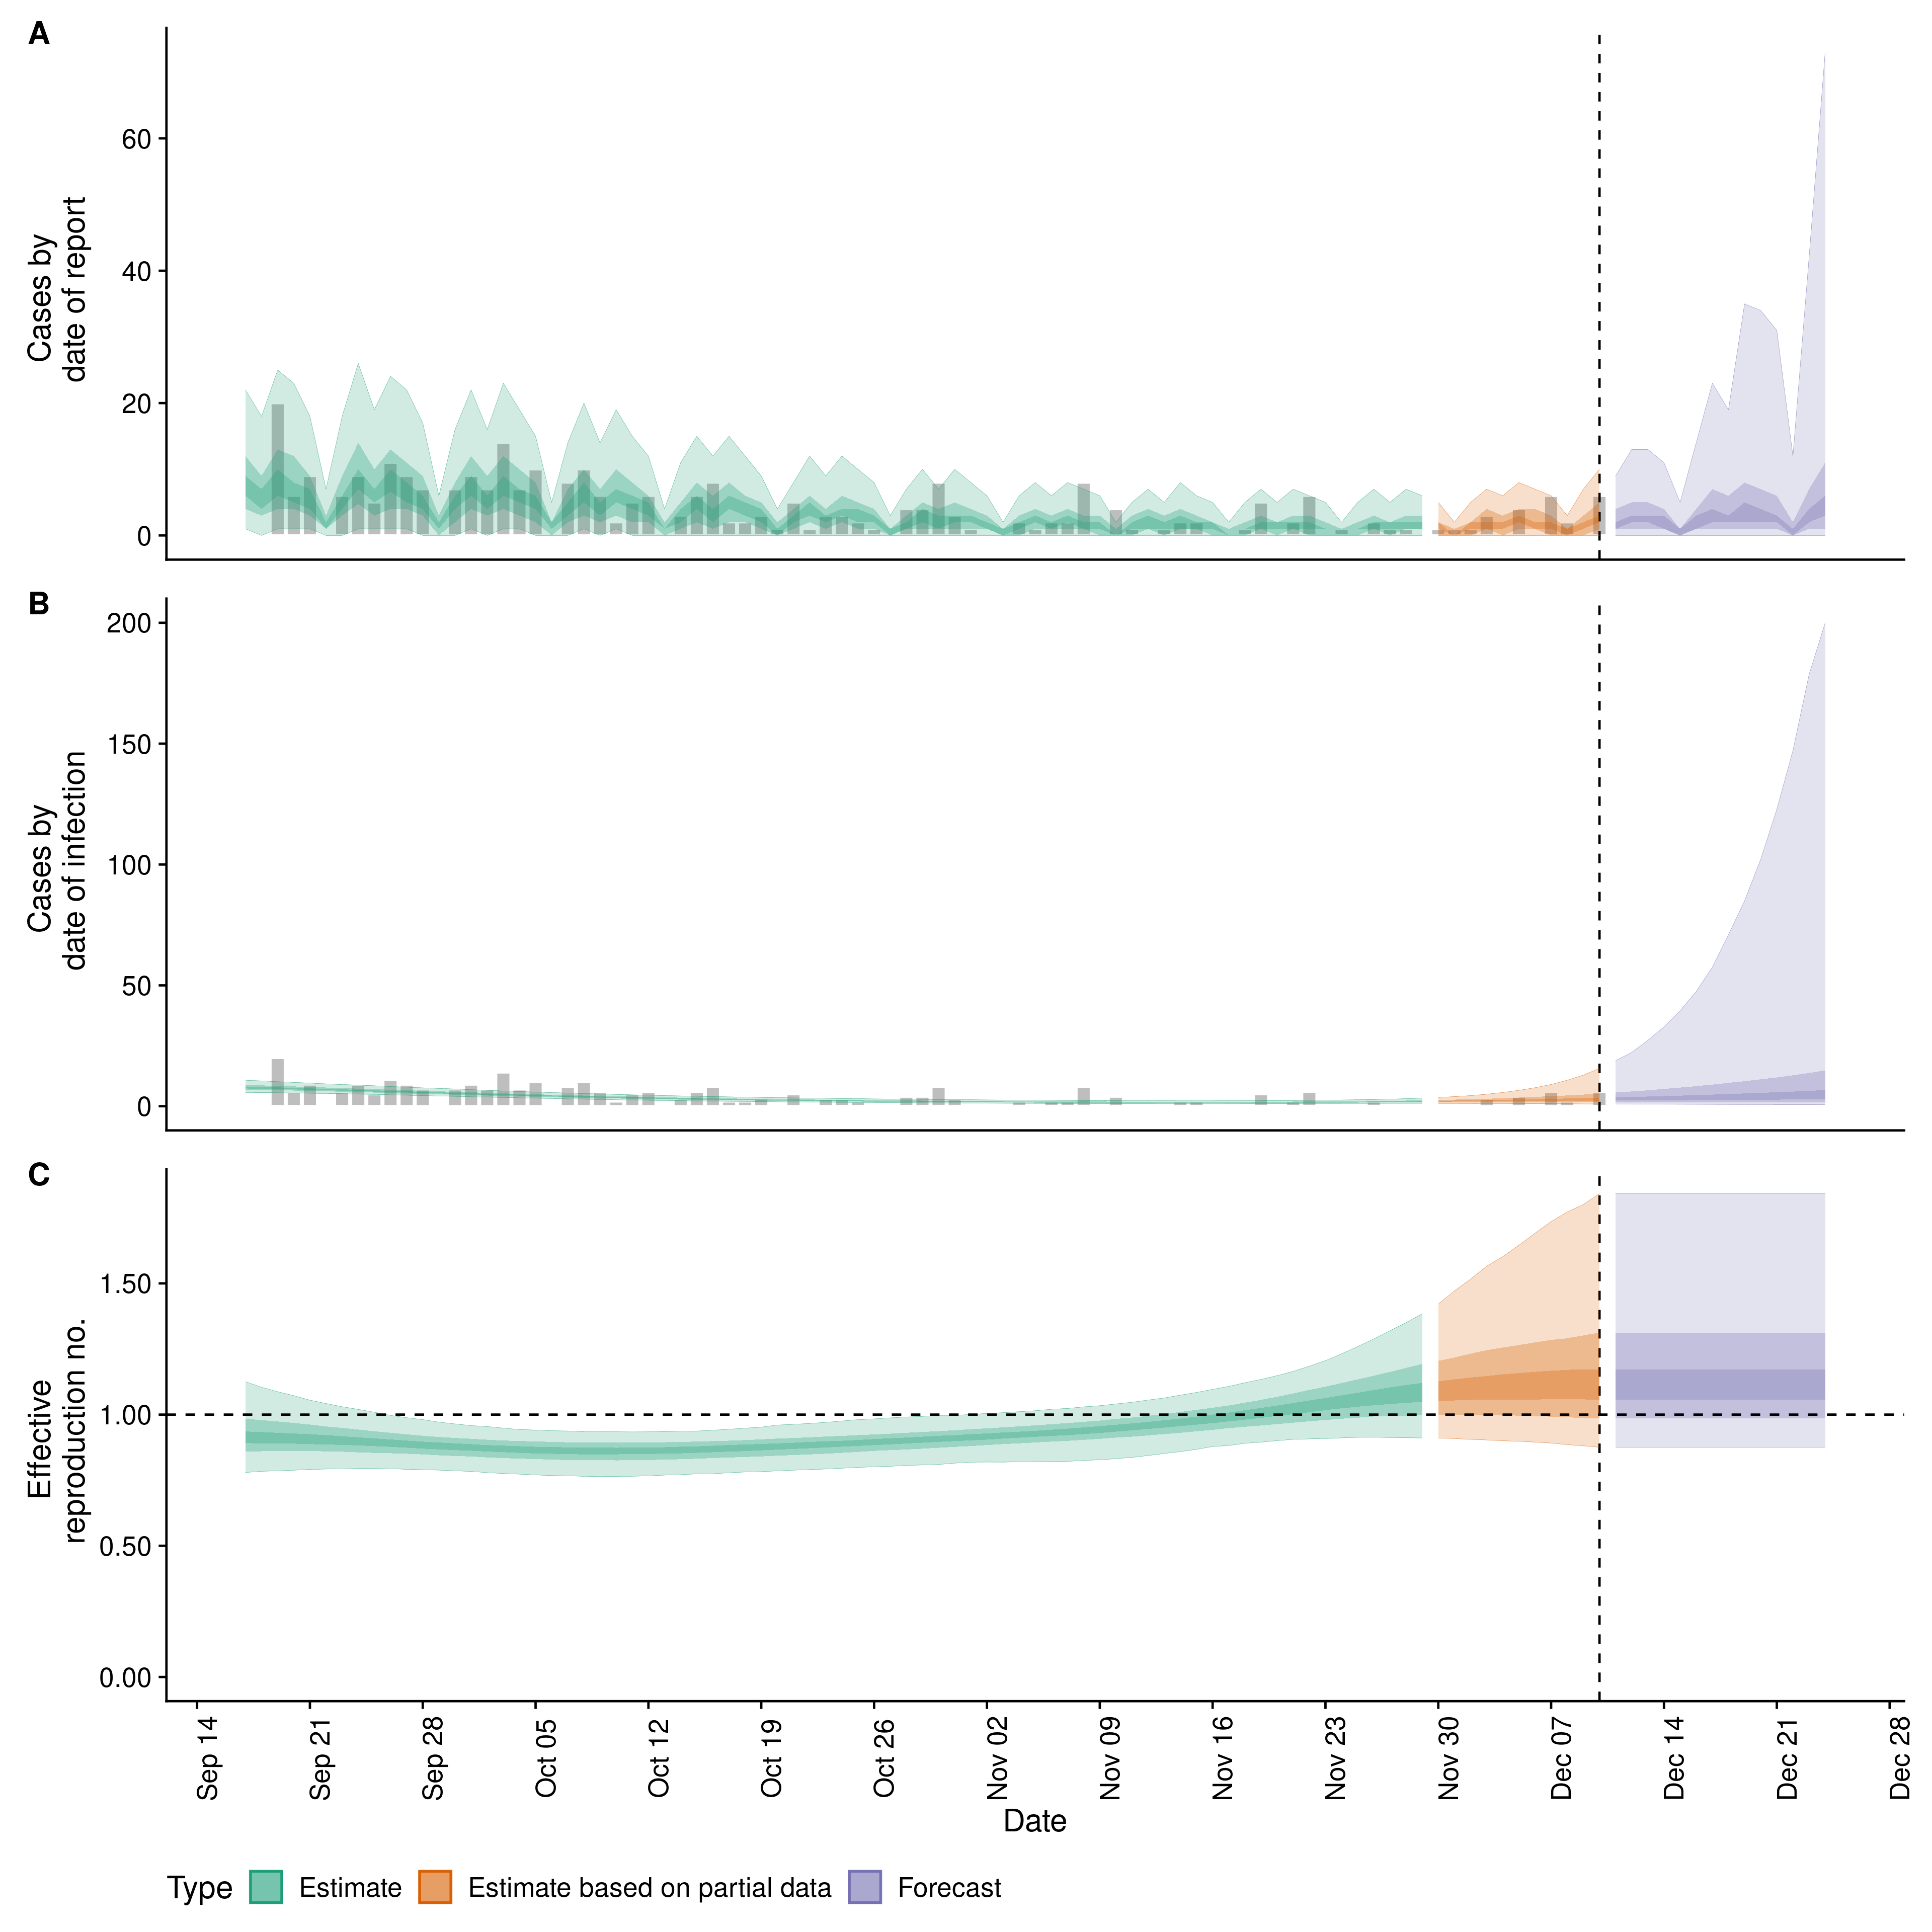 A
60
40
20
0
Cases by
date of report
B
200
150
100
50
0
Cases by
date of infection
C
1.50
1.00
0.50
0.00
Effective
reproduction no.
Sep 14
Sep 21
Sep 28
Oct 05
Oct 12
Oct 19
Oct 26
Nov 02
Nov 09
Nov 16
Nov 23
Nov 30
Dec 07
Dec 14
Dec 21
Dec 28
Date
Type Estimate Estimate based on partial data Forecast